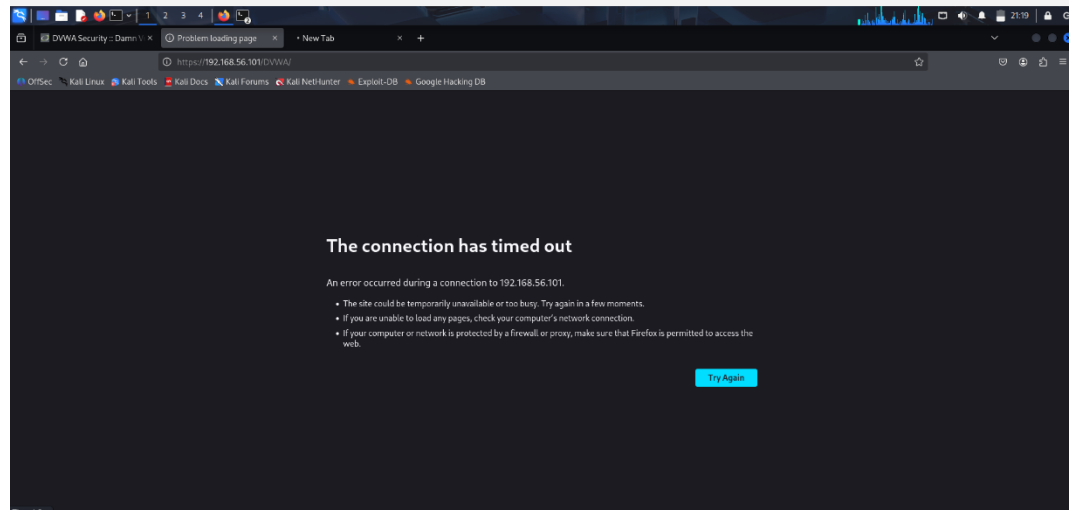 1 2 3 4 21:19
DVWA Security :: Damn V Problem loading page New Tab
https://192.168.56.101/DVWA/
OffSec Kali Linux Kali Tools Kali Docs Kali Forums Kali NetHunter Exploit-DB Google Hacking DB
The connection has timed out
An error occurred during a connection to 192.168.56.101.
• The site could be temporarily unavailable or too busy. Try again in a few moments.
• If you are unable to load any pages, check your computer's network connection.
• If your computer or network is protected by a firewall or proxy, make sure that Firefox is permitted to access the
web.
Try Again